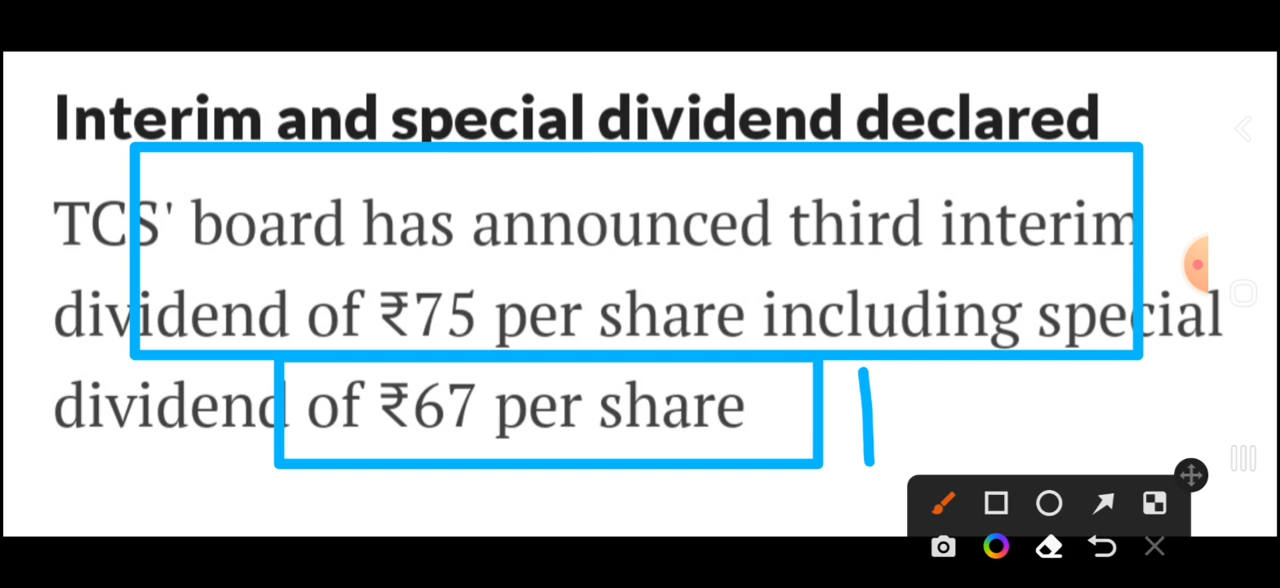 Interim and special dividend declared
TCS' board has announced third interim
dividend of ₹75 per share including special
dividend of ₹67 per share